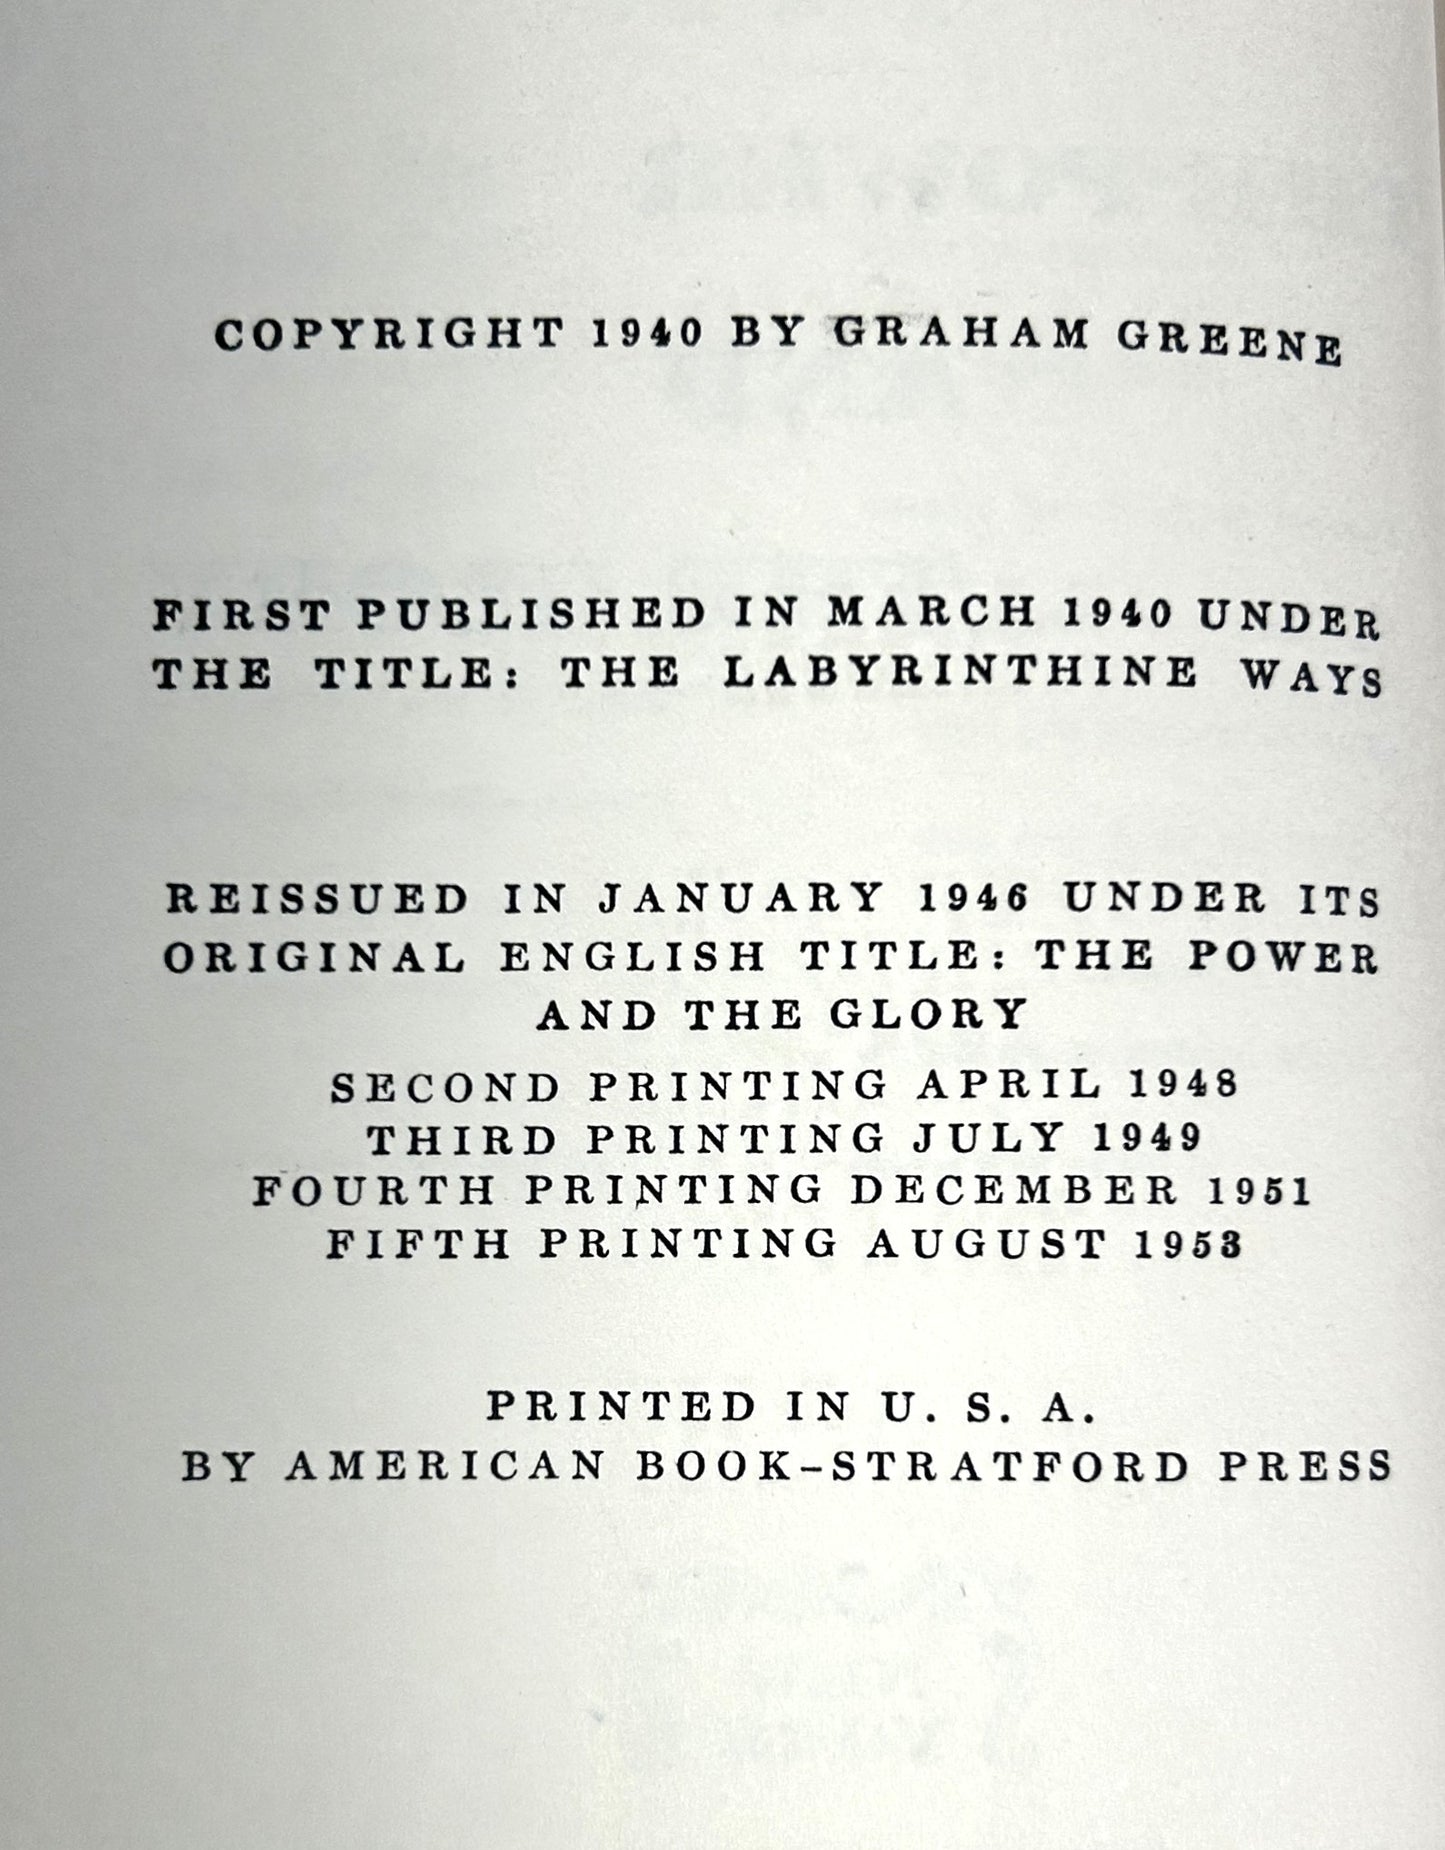 COPYRIGHT 1940 BY GRAHAM GREENE
FIRST PUBLISHED IN MARCH 1940 UNDER
THE TITLE: THE LABYRINTHINE WAYS
REISSUED IN JANUARY 1946 UNDER ITS
ORIGINAL ENGLISH TITLE: THE POWER
AND THE GLORY
SECOND PRINTING APRIL 1948
THIRD PRINTING JULY 1949
FOURTH PRINTING DECEMBER 1951
FIFTH PRINTING AUGUST 1953
PRINTED IN U. S. A.
BY AMERICAN BOOK–STRATFORD PRESS